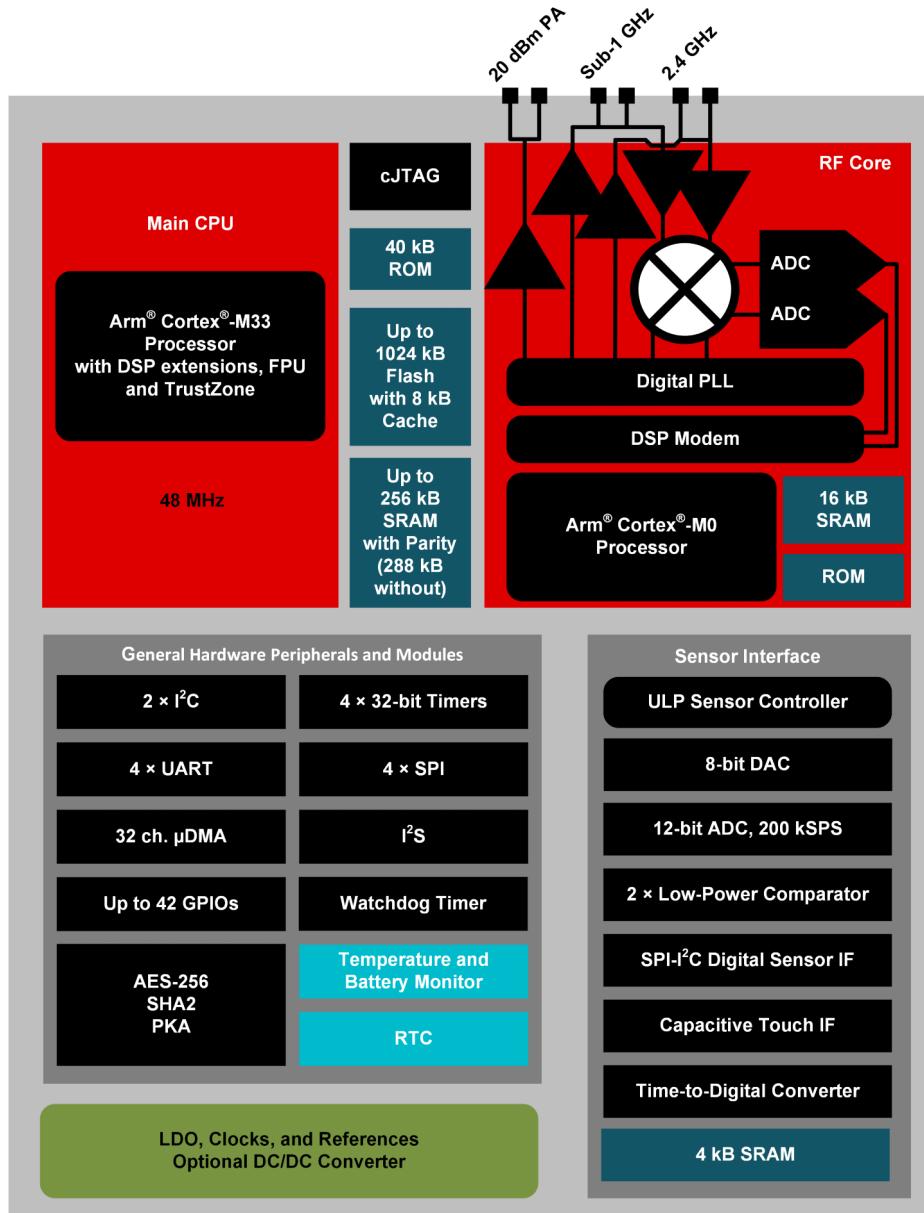 20 dBm PA
Sub-1 GHz
2.4 GHz
Main CPU
Arm® Cortex®-M33
Processor
with DSP extensions, FPU
and TrustZone
48 MHz
cJTAG
40 kB
ROM
Up to
1024 kB
Flash
with 8 kB
Cache
Up to
256 kB
SRAM
with Parity
(288 kB
without)
RF Core
ADC
ADC
Digital PLL
DSP Modem
Arm® Cortex®-M0
Processor
16 kB
SRAM
ROM
General Hardware Peripherals and Modules
2 × I²C
4 × 32-bit Timers
4 × UART
4 × SPI
32 ch. µDMA
I²S
Up to 42 GPIOs
Watchdog Timer
AES-256
SHA2
PKA
Temperature and
Battery Monitor
RTC
LDO, Clocks, and References
Optional DC/DC Converter
Sensor Interface
ULP Sensor Controller
8-bit DAC
12-bit ADC, 200 kSPS
2 × Low-Power Comparator
SPI-I²C Digital Sensor IF
Capacitive Touch IF
Time-to-Digital Converter
4 kB SRAM